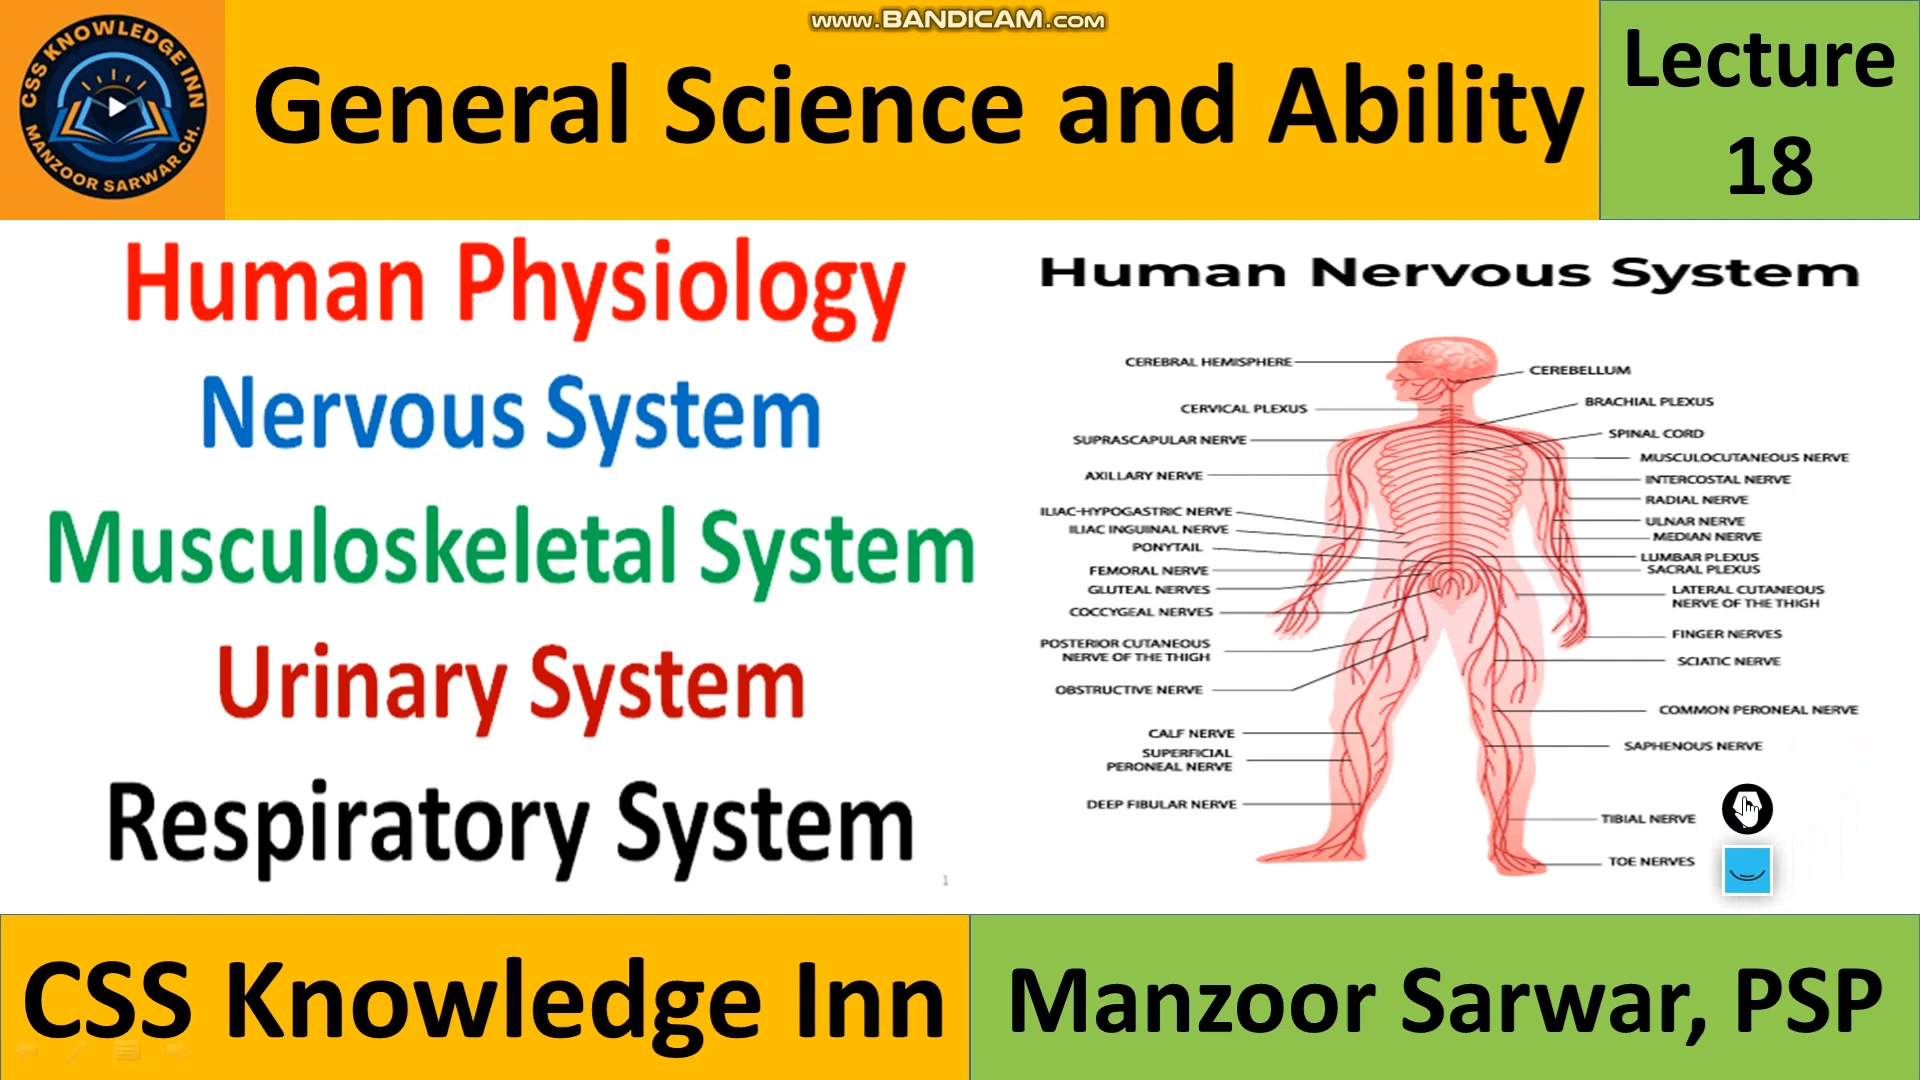 www.BANDICAM.com
CSS KNOWLEDGE INN
MANZOOR SARWAR CH.
General Science and Ability
Lecture
18
Human Physiology
Nervous System
Musculoskeletal System
Urinary System
Respiratory System
1
Human Nervous System
CEREBRAL HEMISPHERE
CERVICAL PLEXUS
SUPRASCAPULAR NERVE
AXILLARY NERVE
ILIAC-HYPOGASTRIC NERVE
ILIAC INGUINAL NERVE
PONYTAIL
FEMORAL NERVE
GLUTEAL NERVES
COCCYGEAL NERVES
POSTERIOR CUTANEOUS
NERVE OF THE THIGH
OBSTRUCTIVE NERVE
CALF NERVE
SUPERFICIAL
PERONEAL NERVE
DEEP FIBULAR NERVE
CEREBELLUM
BRACHIAL PLEXUS
SPINAL CORD
MUSCULOCUTANEOUS NERVE
INTERCOSTAL NERVE
RADIAL NERVE
ULNAR NERVE
MEDIAN NERVE
LUMBAR PLEXUS
SACRAL PLEXUS
LATERAL CUTANEOUS
NERVE OF THE THIGH
FINGER NERVES
SCIATIC NERVE
COMMON PERONEAL NERVE
SAPHENOUS NERVE
TIBIAL NERVE
TOE NERVES
CSS Knowledge Inn
Manzoor Sarwar, PSP